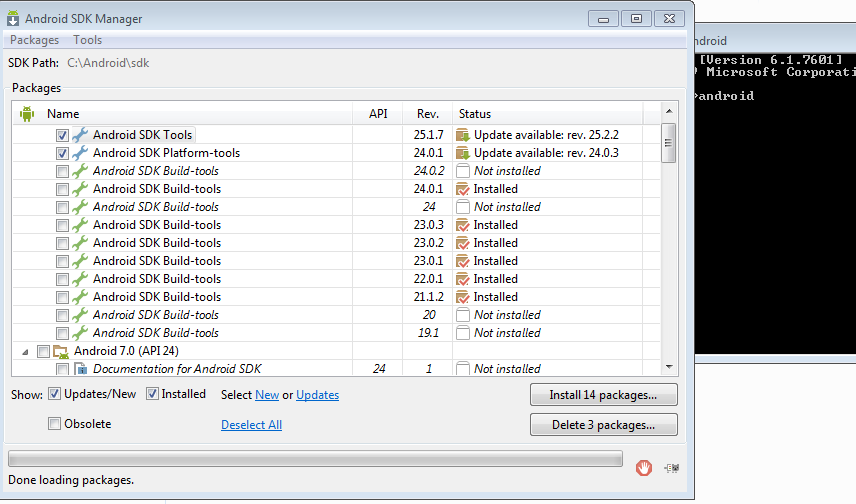 Android SDK Manager
Packages Tools
SDK Path: C:\Android\sdk
Packages
Name API Rev. Status
Android SDK Tools 25.1.7 Update available: rev. 25.2.2
Android SDK Platform-tools 24.0.1 Update available: rev. 24.0.3
Android SDK Build-tools 24.0.2 Not installed
Android SDK Build-tools 24.0.1 Installed
Android SDK Build-tools 24 Not installed
Android SDK Build-tools 23.0.3 Installed
Android SDK Build-tools 23.0.2 Installed
Android SDK Build-tools 23.0.1 Installed
Android SDK Build-tools 22.0.1 Installed
Android SDK Build-tools 21.1.2 Installed
Android SDK Build-tools 20 Not installed
Android SDK Build-tools 19.1 Not installed
Android 7.0 (API 24)
Documentation for Android SDK 24 1 Not installed
Show: Updates/New Installed Select New or Updates Install 14 packages...
Obsolete Deselect All Delete 3 packages...
Done loading packages.
ndroid
[Version 6.1.7601]
Microsoft Corporati
>android